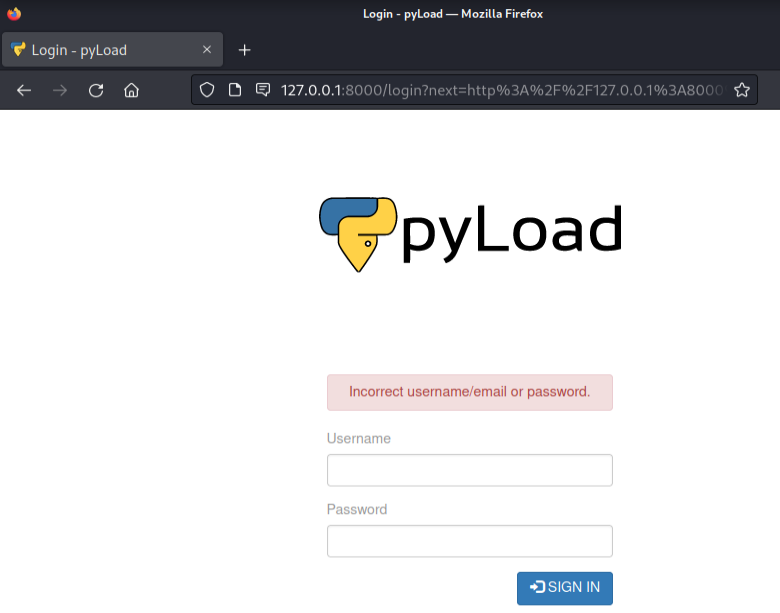 Login - pyLoad — Mozilla Firefox
Login - pyLoad
127.0.0.1:8000/login?next=http%3A%2F%2F127.0.0.1%3A8000
pyLoad
Incorrect username/email or password.
Username
Password
SIGN IN